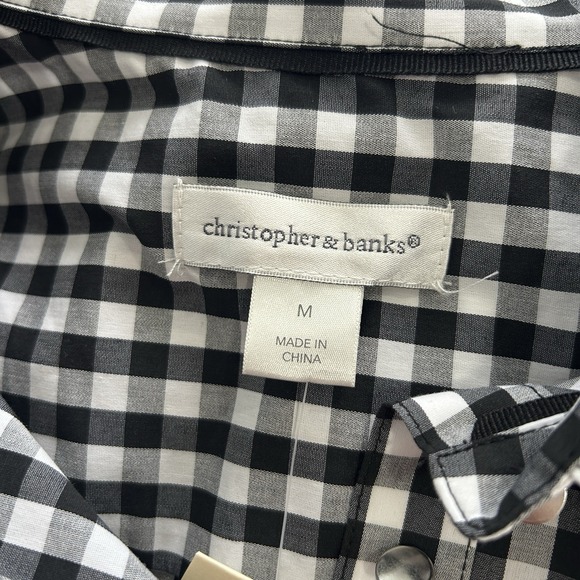 christopher & banks®
M
MADE IN
CHINA